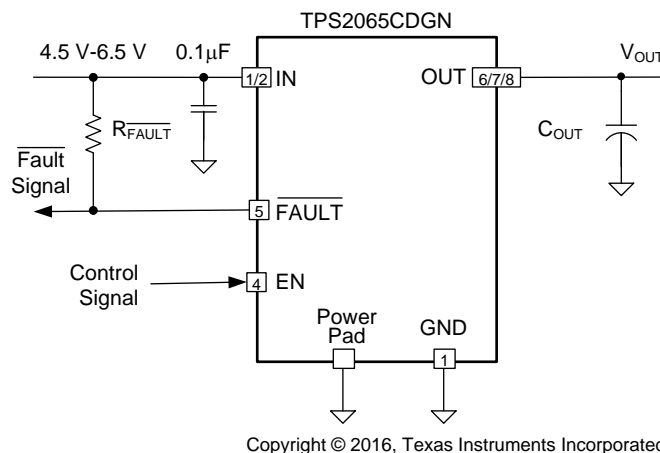 TPS2065CDGN
4.5 V-6.5 V
0.1µF
1/2
IN
OUT
6/7/8
VOUT
RFAULT
COUT
Fault
Signal
5
FAULT
Control
Signal
4
EN
Power
Pad
GND
1
Copyright © 2016, Texas Instruments Incorporated